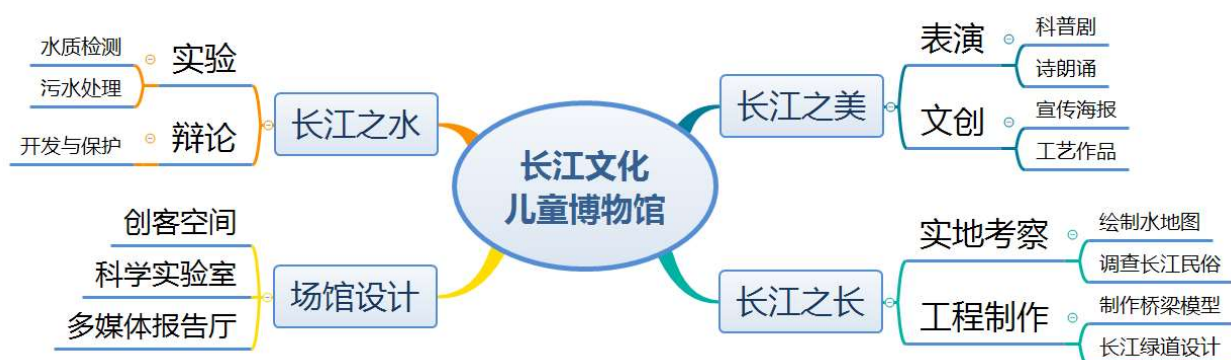 长江文化
儿童博物馆
长江之水
实验
水质检测
污水处理
辩论
开发与保护
场馆设计
创客空间
科学实验室
多媒体报告厅
长江之美
表演
科普剧
诗朗诵
文创
宣传海报
工艺作品
长江之长
实地考察
绘制水地图
调查长江民俗
工程制作
制作桥梁模型
长江绿道设计